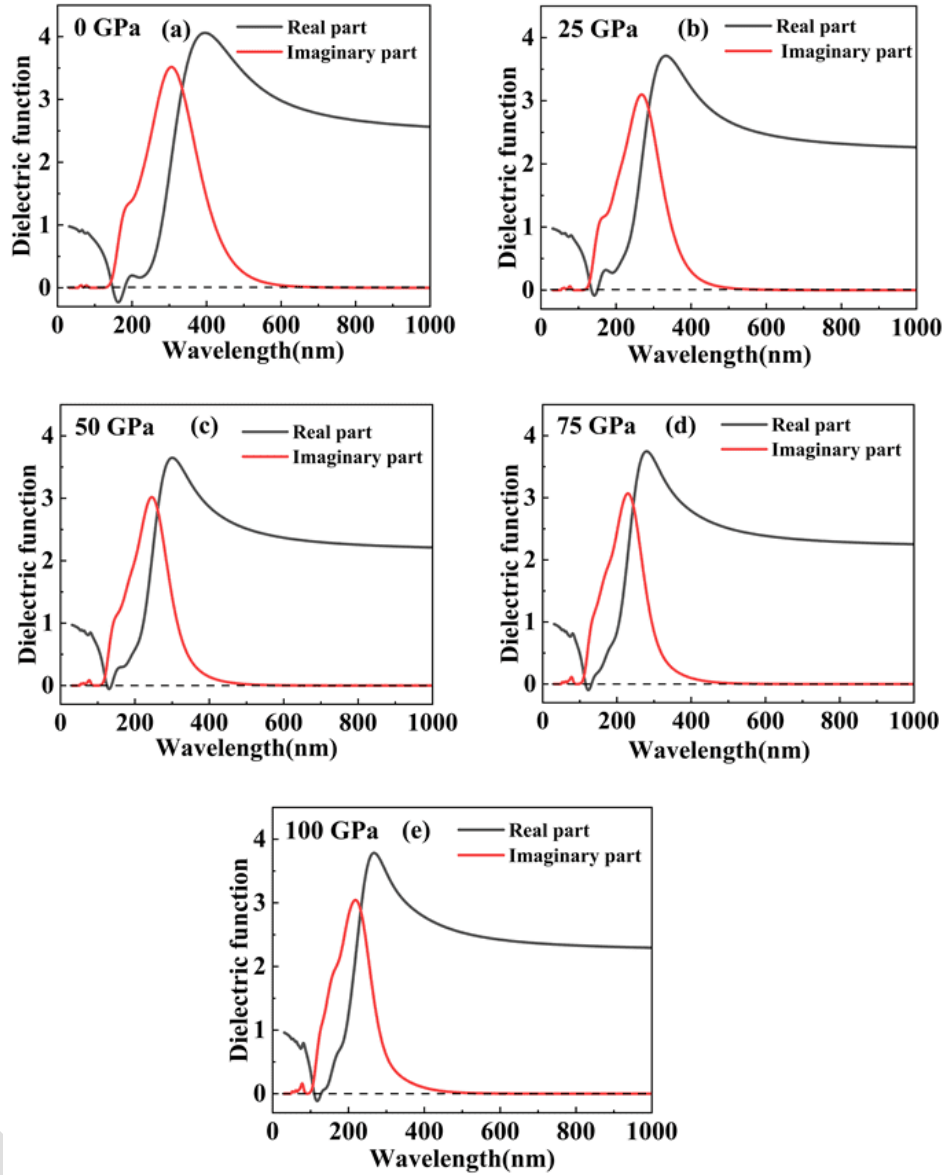 0 GPa (a)
Real part
Imaginary part
Dielectric function
4
3
2
1
0
0 200 400 600 800 1000
Wavelength(nm)
25 GPa (b)
Real part
Imaginary part
Dielectric function
4
3
2
1
0
0 200 400 600 800 1000
Wavelength(nm)
50 GPa (c)
Real part
Imaginary part
Dielectric function
4
3
2
1
0
0 200 400 600 800 1000
Wavelength(nm)
75 GPa (d)
Real part
Imaginary part
Dielectric function
4
3
2
1
0
0 200 400 600 800 1000
Wavelength(nm)
100 GPa (e)
Real part
Imaginary part
Dielectric function
4
3
2
1
0
0 200 400 600 800 1000
Wavelength(nm)